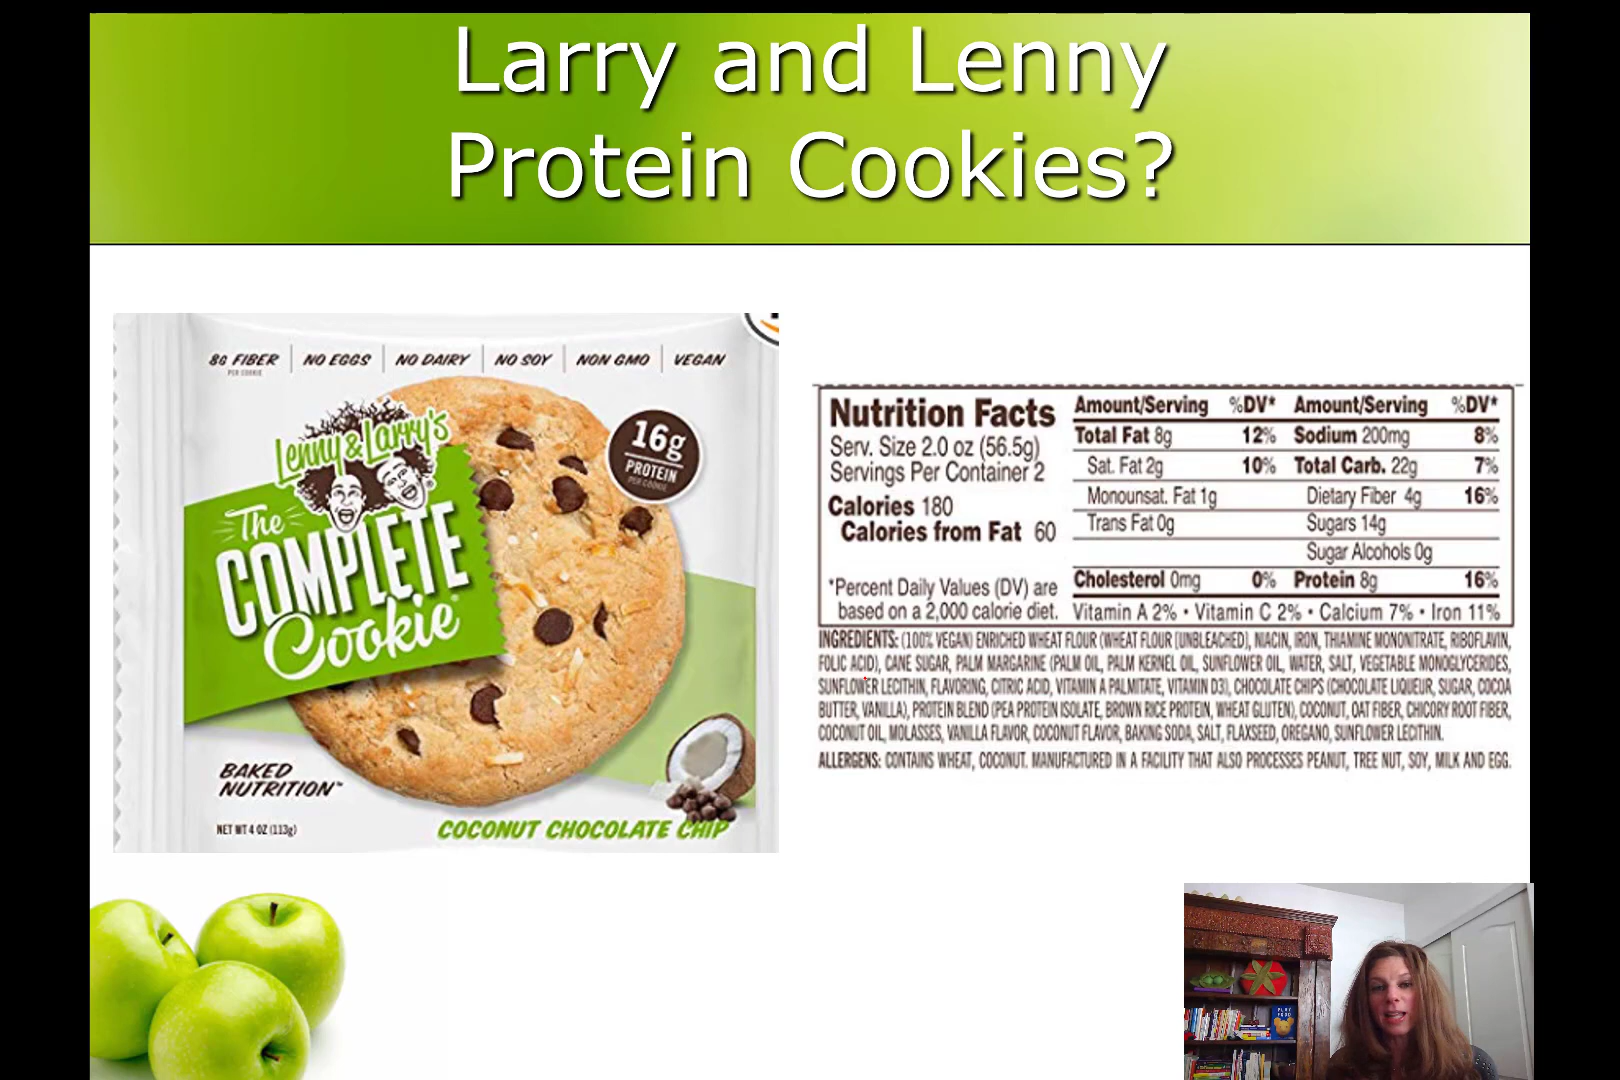 Larry and Lenny
Protein Cookies?
8G FIBER
PER COOKIE
NO EGGS
NO DAIRY
NO SOY
NON GMO
VEGAN
Lenny & Larry's
The
COMPLETE
Cookie
16g
PROTEIN
PER COOKIE
BAKED
NUTRITION™
NET WT 4 OZ (113g)
COCONUT CHOCOLATE CHIP
Nutrition Facts
Serv. Size 2.0 oz (56.5g)
Servings Per Container 2
Calories 180
Calories from Fat 60
*Percent Daily Values (DV) are
based on a 2,000 calorie diet.
Amount/Serving %DV* Amount/Serving %DV*
Total Fat 8g 12% Sodium 200mg 8%
Sat. Fat 2g 10% Total Carb. 22g 7%
Monounsat. Fat 1g Dietary Fiber 4g 16%
Trans Fat 0g Sugars 14g
Sugar Alcohols 0g
Cholesterol 0mg 0% Protein 8g 16%
Vitamin A 2% • Vitamin C 2% • Calcium 7% • Iron 11%
INGREDIENTS: (100% VEGAN) ENRICHED WHEAT FLOUR (WHEAT FLOUR (UNBLEACHED), NIACIN, IRON, THIAMINE MONONITRATE, RIBOFLAVIN,
FOLIC ACID), CANE SUGAR, PALM MARGARINE (PALM OIL, PALM KERNEL OIL, SUNFLOWER OIL, WATER, SALT, VEGETABLE MONOGLYCERIDES,
SUNFLOWER LECITHIN, FLAVORING, CITRIC ACID, VITAMIN A PALMITATE, VITAMIN D3), CHOCOLATE CHIPS (CHOCOLATE LIQUEUR, SUGAR, COCOA
BUTTER, VANILLA), PROTEIN BLEND (PEA PROTEIN ISOLATE, BROWN RICE PROTEIN, WHEAT GLUTEN), COCONUT, OAT FIBER, CHICORY ROOT FIBER,
COCONUT OIL, MOLASSES, VANILLA FLAVOR, COCONUT FLAVOR, BAKING SODA, SALT, FLAXSEED, OREGANO, SUNFLOWER LECITHIN.
ALLERGENS: CONTAINS WHEAT, COCONUT. MANUFACTURED IN A FACILITY THAT ALSO PROCESSES PEANUT, TREE NUT, SOY, MILK AND EGG.